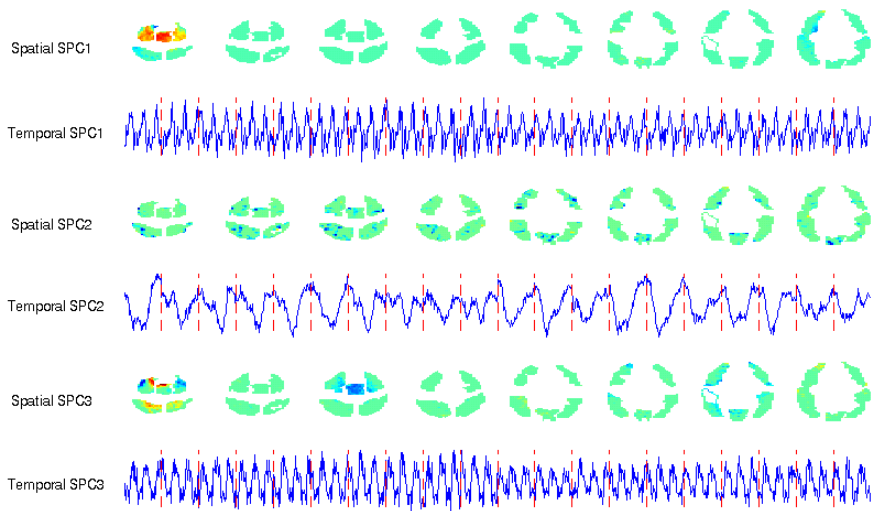 Spatial SPC1
Temporal SPC1
Spatial SPC2
Temporal SPC2
Spatial SPC3
Temporal SPC3